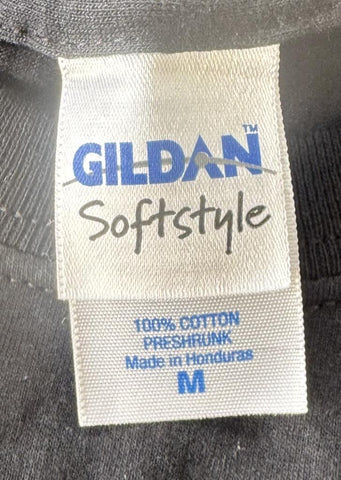 GILDAN™
Softstyle
100% COTTON
PRESHRUNK
Made in Honduras
M